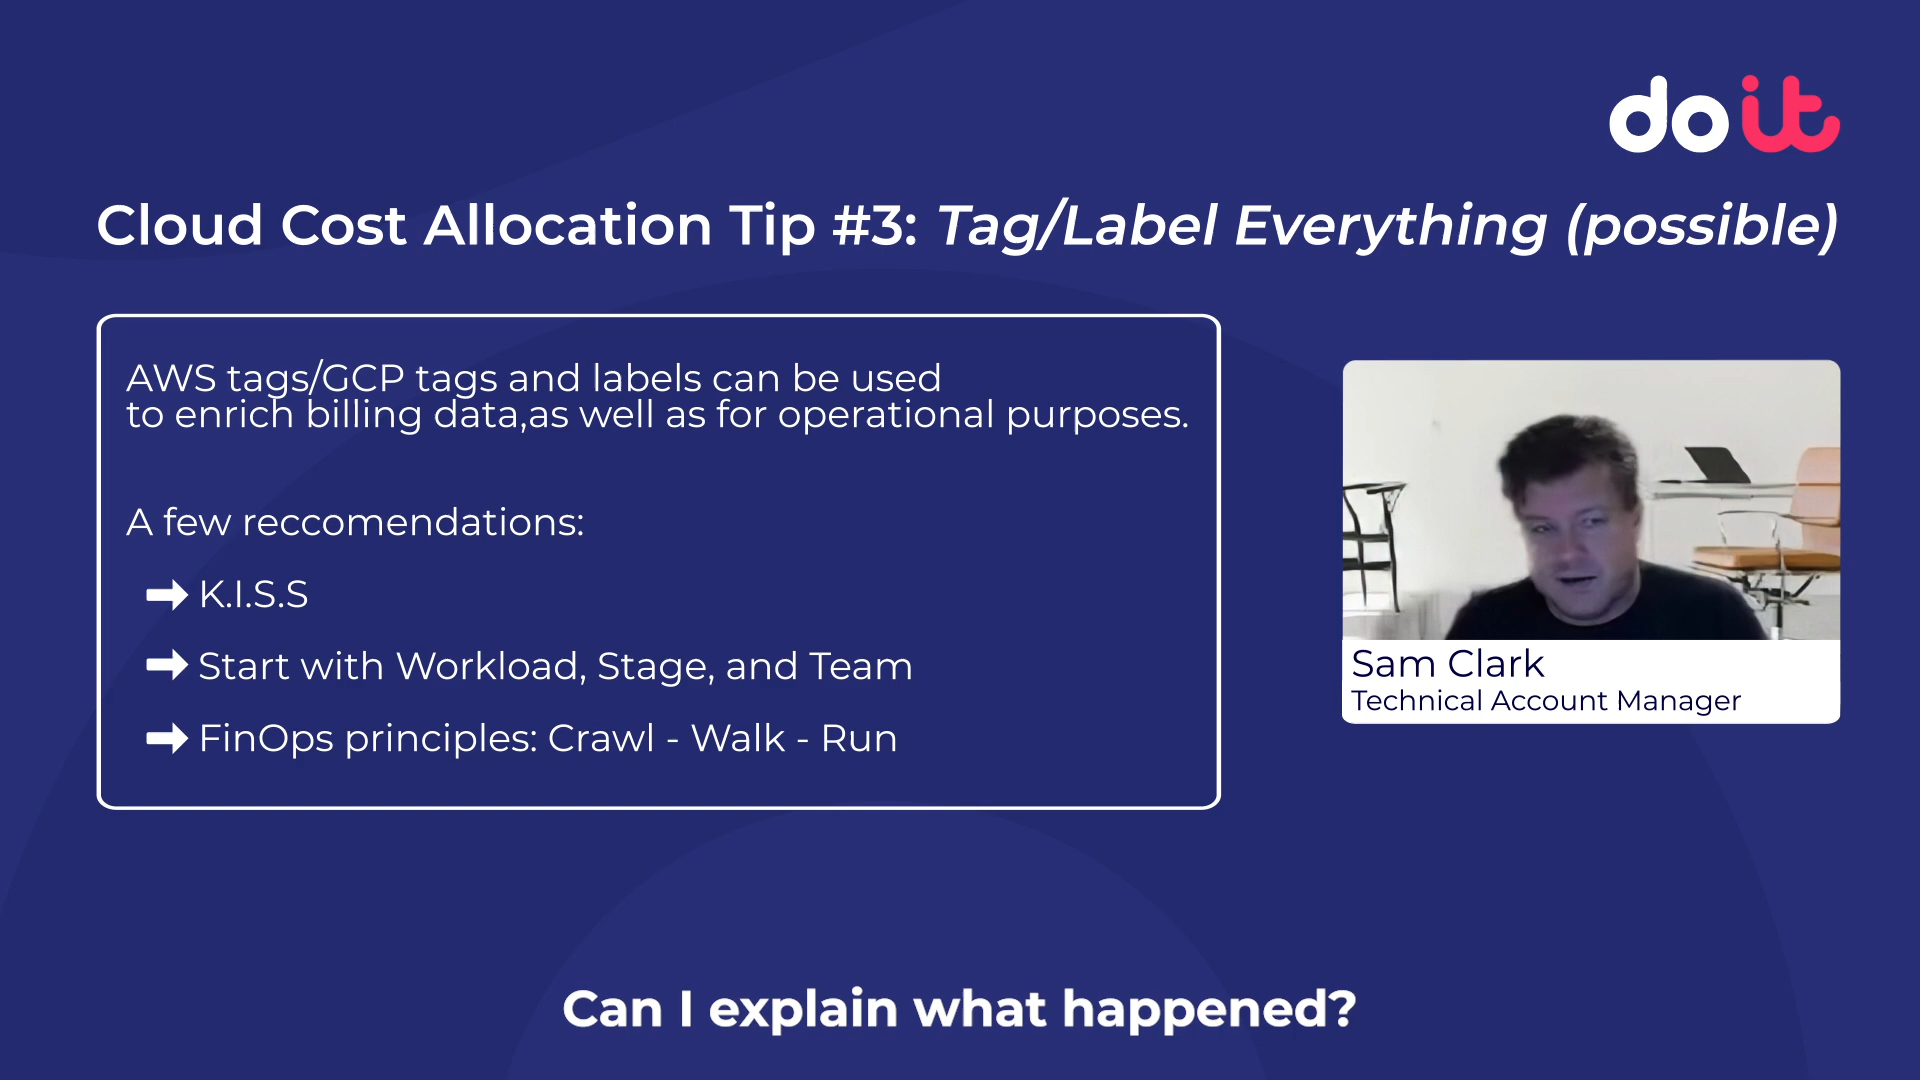 doit
Cloud Cost Allocation Tip #3: Tag/Label Everything (possible)
AWS tags/GCP tags and labels can be used
to enrich billing data,as well as for operational purposes.
A few reccomendations:
K.I.S.S
Start with Workload, Stage, and Team
FinOps principles: Crawl - Walk - Run
Sam Clark
Technical Account Manager
Can I explain what happened?